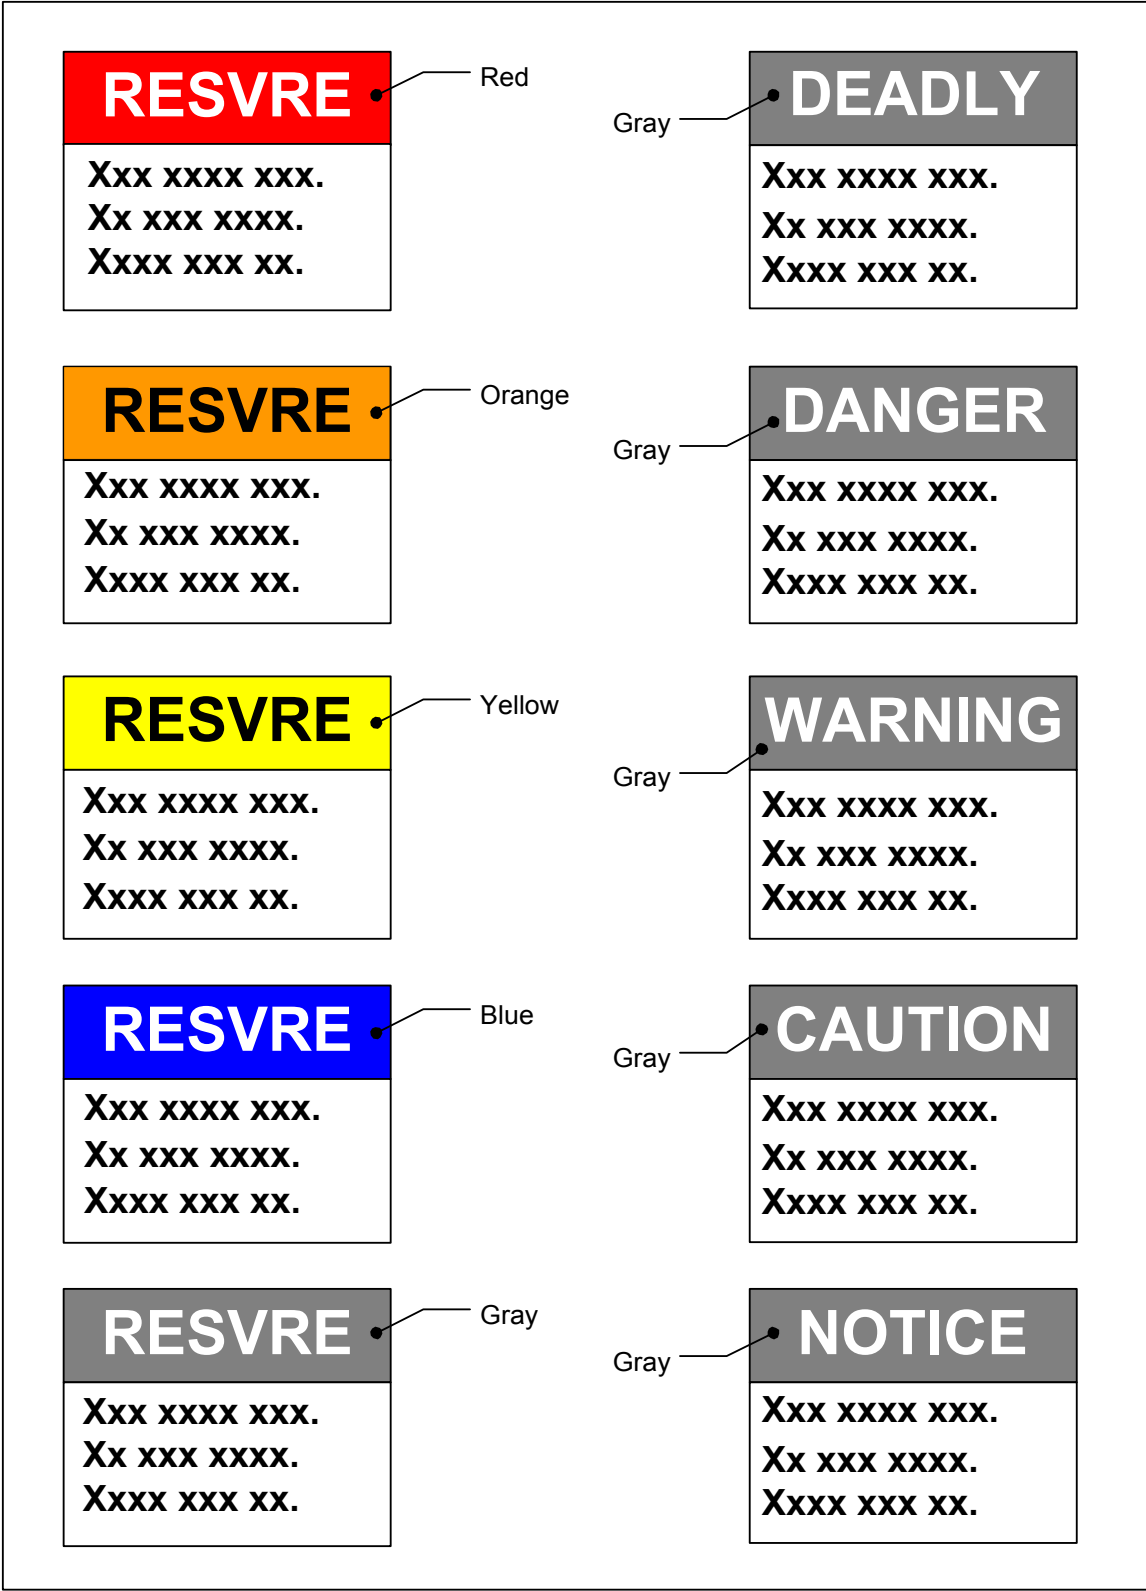 RESVRE
Red
Xxx xxxx xxx.
Xx xxx xxxx.
Xxxx xxx xx.
DEADLY
Gray
Xxx xxxx xxx.
Xx xxx xxxx.
Xxxx xxx xx.
RESVRE
Orange
Xxx xxxx xxx.
Xx xxx xxxx.
Xxxx xxx xx.
DANGER
Gray
Xxx xxxx xxx.
Xx xxx xxxx.
Xxxx xxx xx.
RESVRE
Yellow
Xxx xxxx xxx.
Xx xxx xxxx.
Xxxx xxx xx.
WARNING
Gray
Xxx xxxx xxx.
Xx xxx xxxx.
Xxxx xxx xx.
RESVRE
Blue
Xxx xxxx xxx.
Xx xxx xxxx.
Xxxx xxx xx.
CAUTION
Gray
Xxx xxxx xxx.
Xx xxx xxxx.
Xxxx xxx xx.
RESVRE
Gray
Xxx xxxx xxx.
Xx xxx xxxx.
Xxxx xxx xx.
NOTICE
Gray
Xxx xxxx xxx.
Xx xxx xxxx.
Xxxx xxx xx.